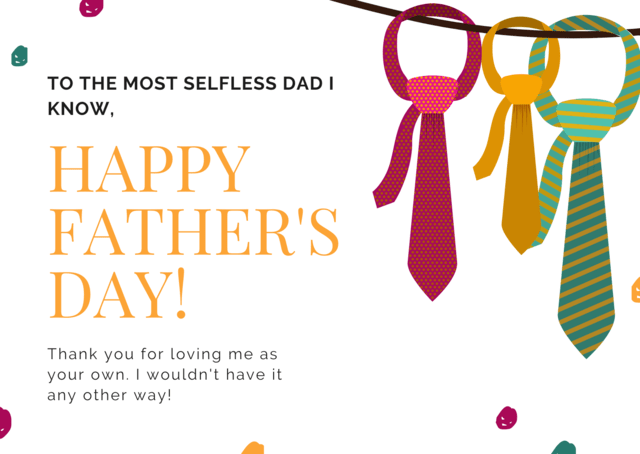 TO THE MOST SELFLESS DAD I
KNOW,
HAPPY
FATHER'S
DAY!
Thank you for loving me as
your own. I wouldn't have it
any other way!